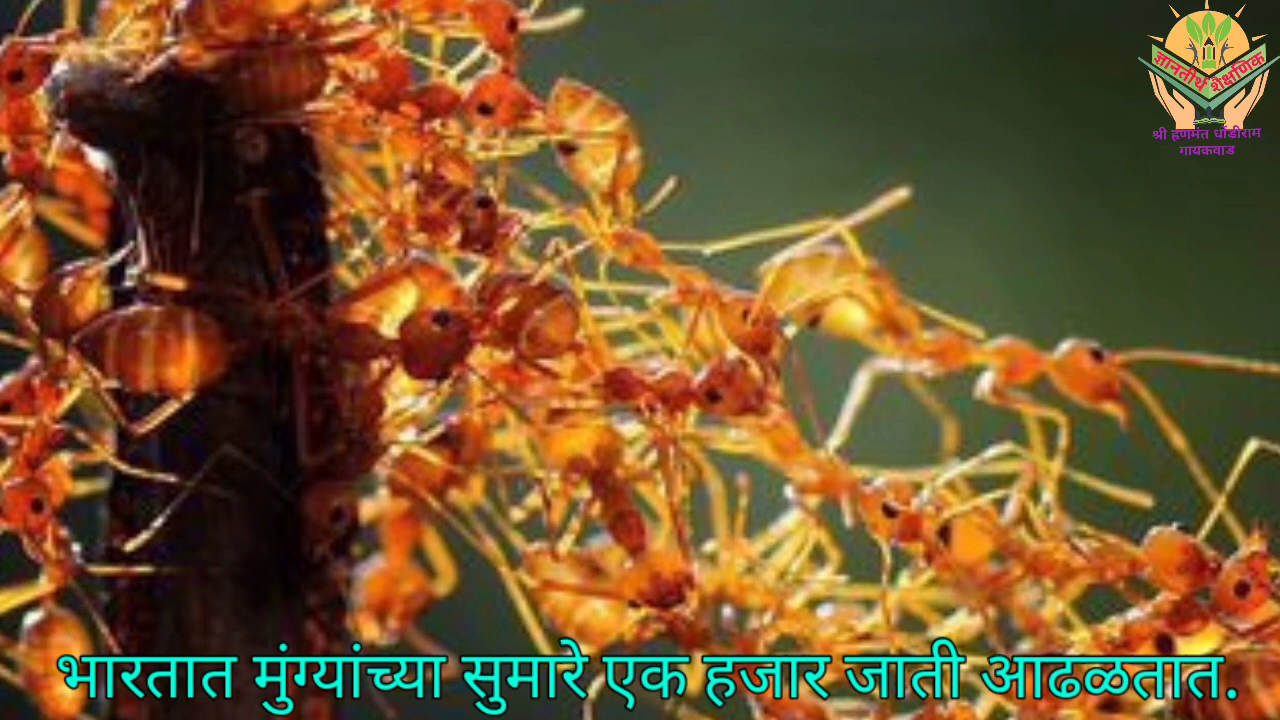 ज्ञानतीर्थ शैक्षणिक
श्री हणमंत धोंडीराम
गायकवाड
भारतात मुंग्यांच्या सुमारे एक हजार जाती आढळतात.